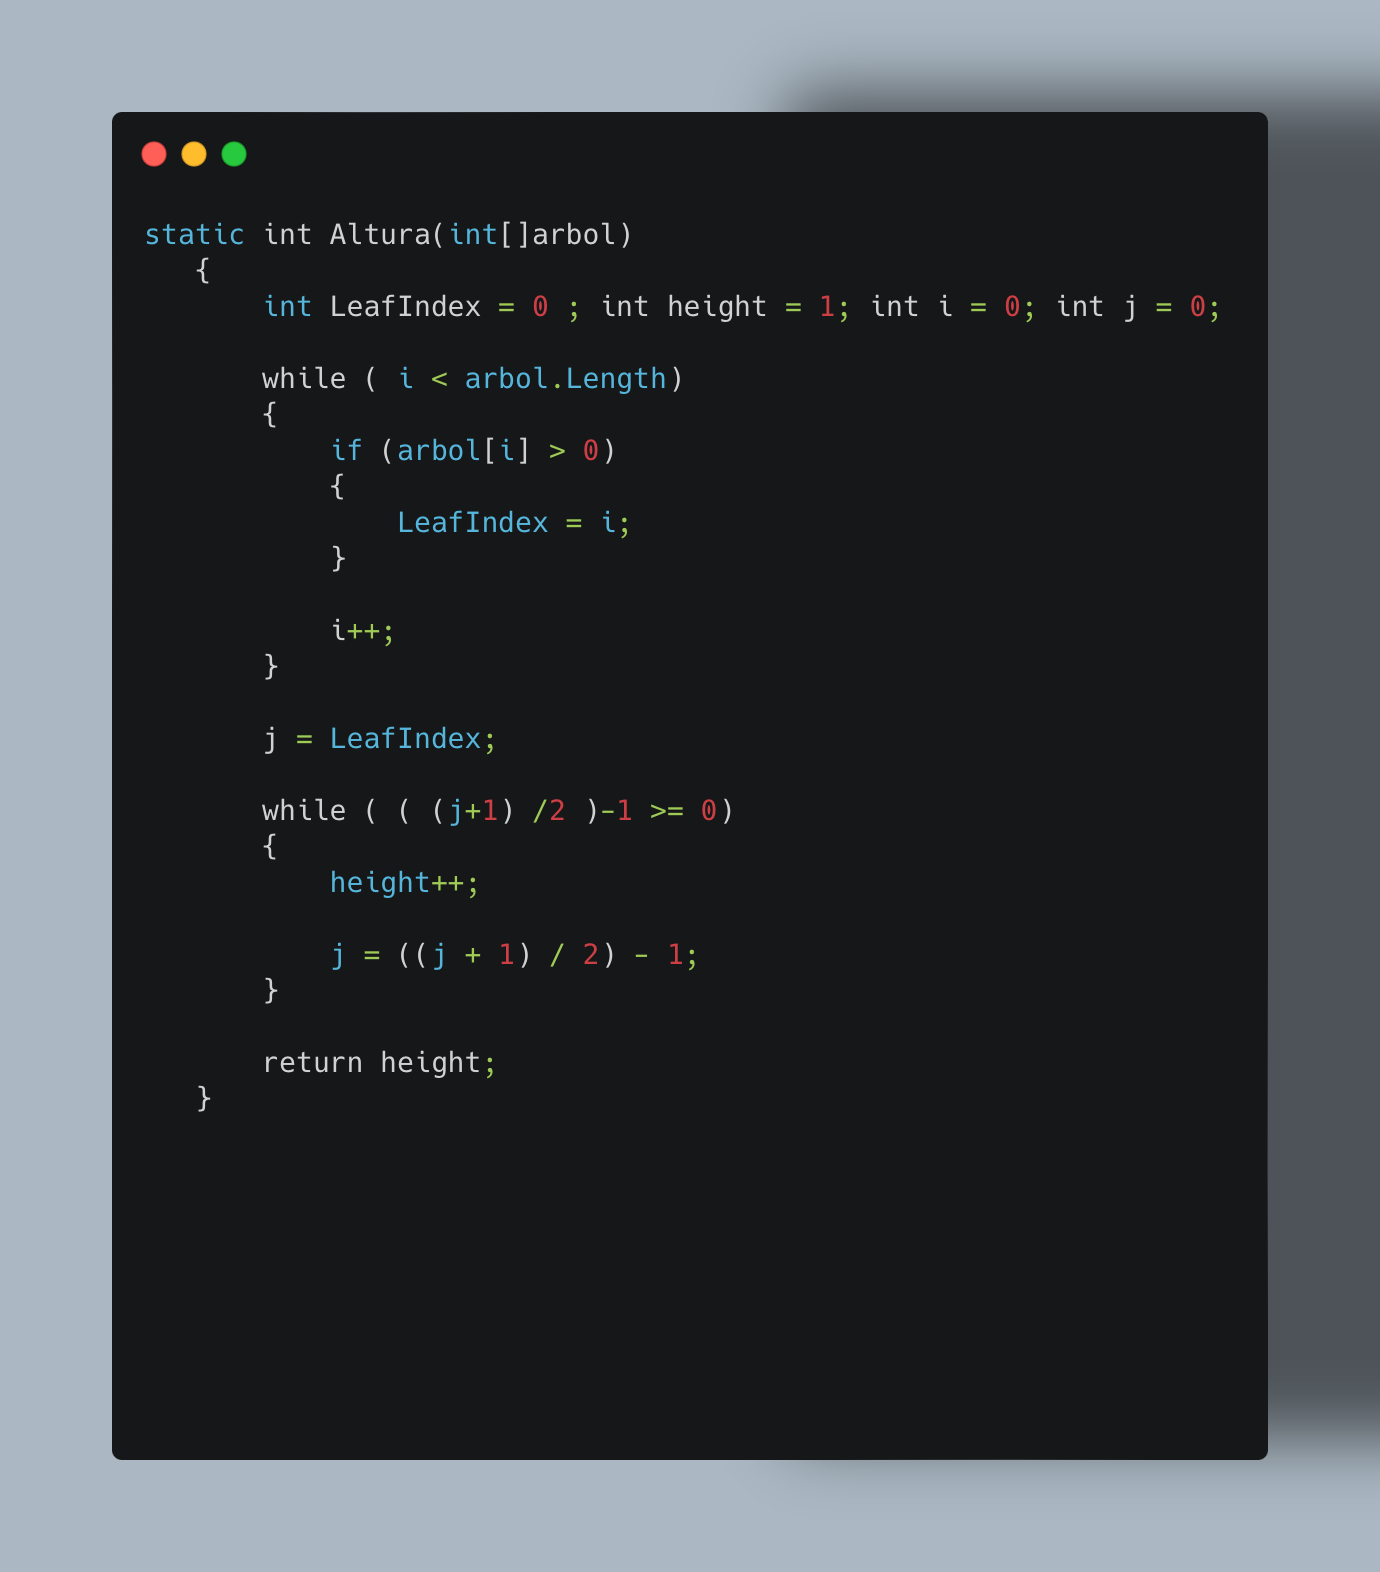 static int Altura(int[]arbol)
{
int LeafIndex = 0 ; int height = 1; int i = 0; int j = 0;
while ( i < arbol.Length)
{
if (arbol[i] > 0)
{
LeafIndex = i;
}
i++;
}
j = LeafIndex;
while ( ( (j+1) /2 )-1 >= 0)
{
height++;
j = ((j + 1) / 2) - 1;
}
return height;
}